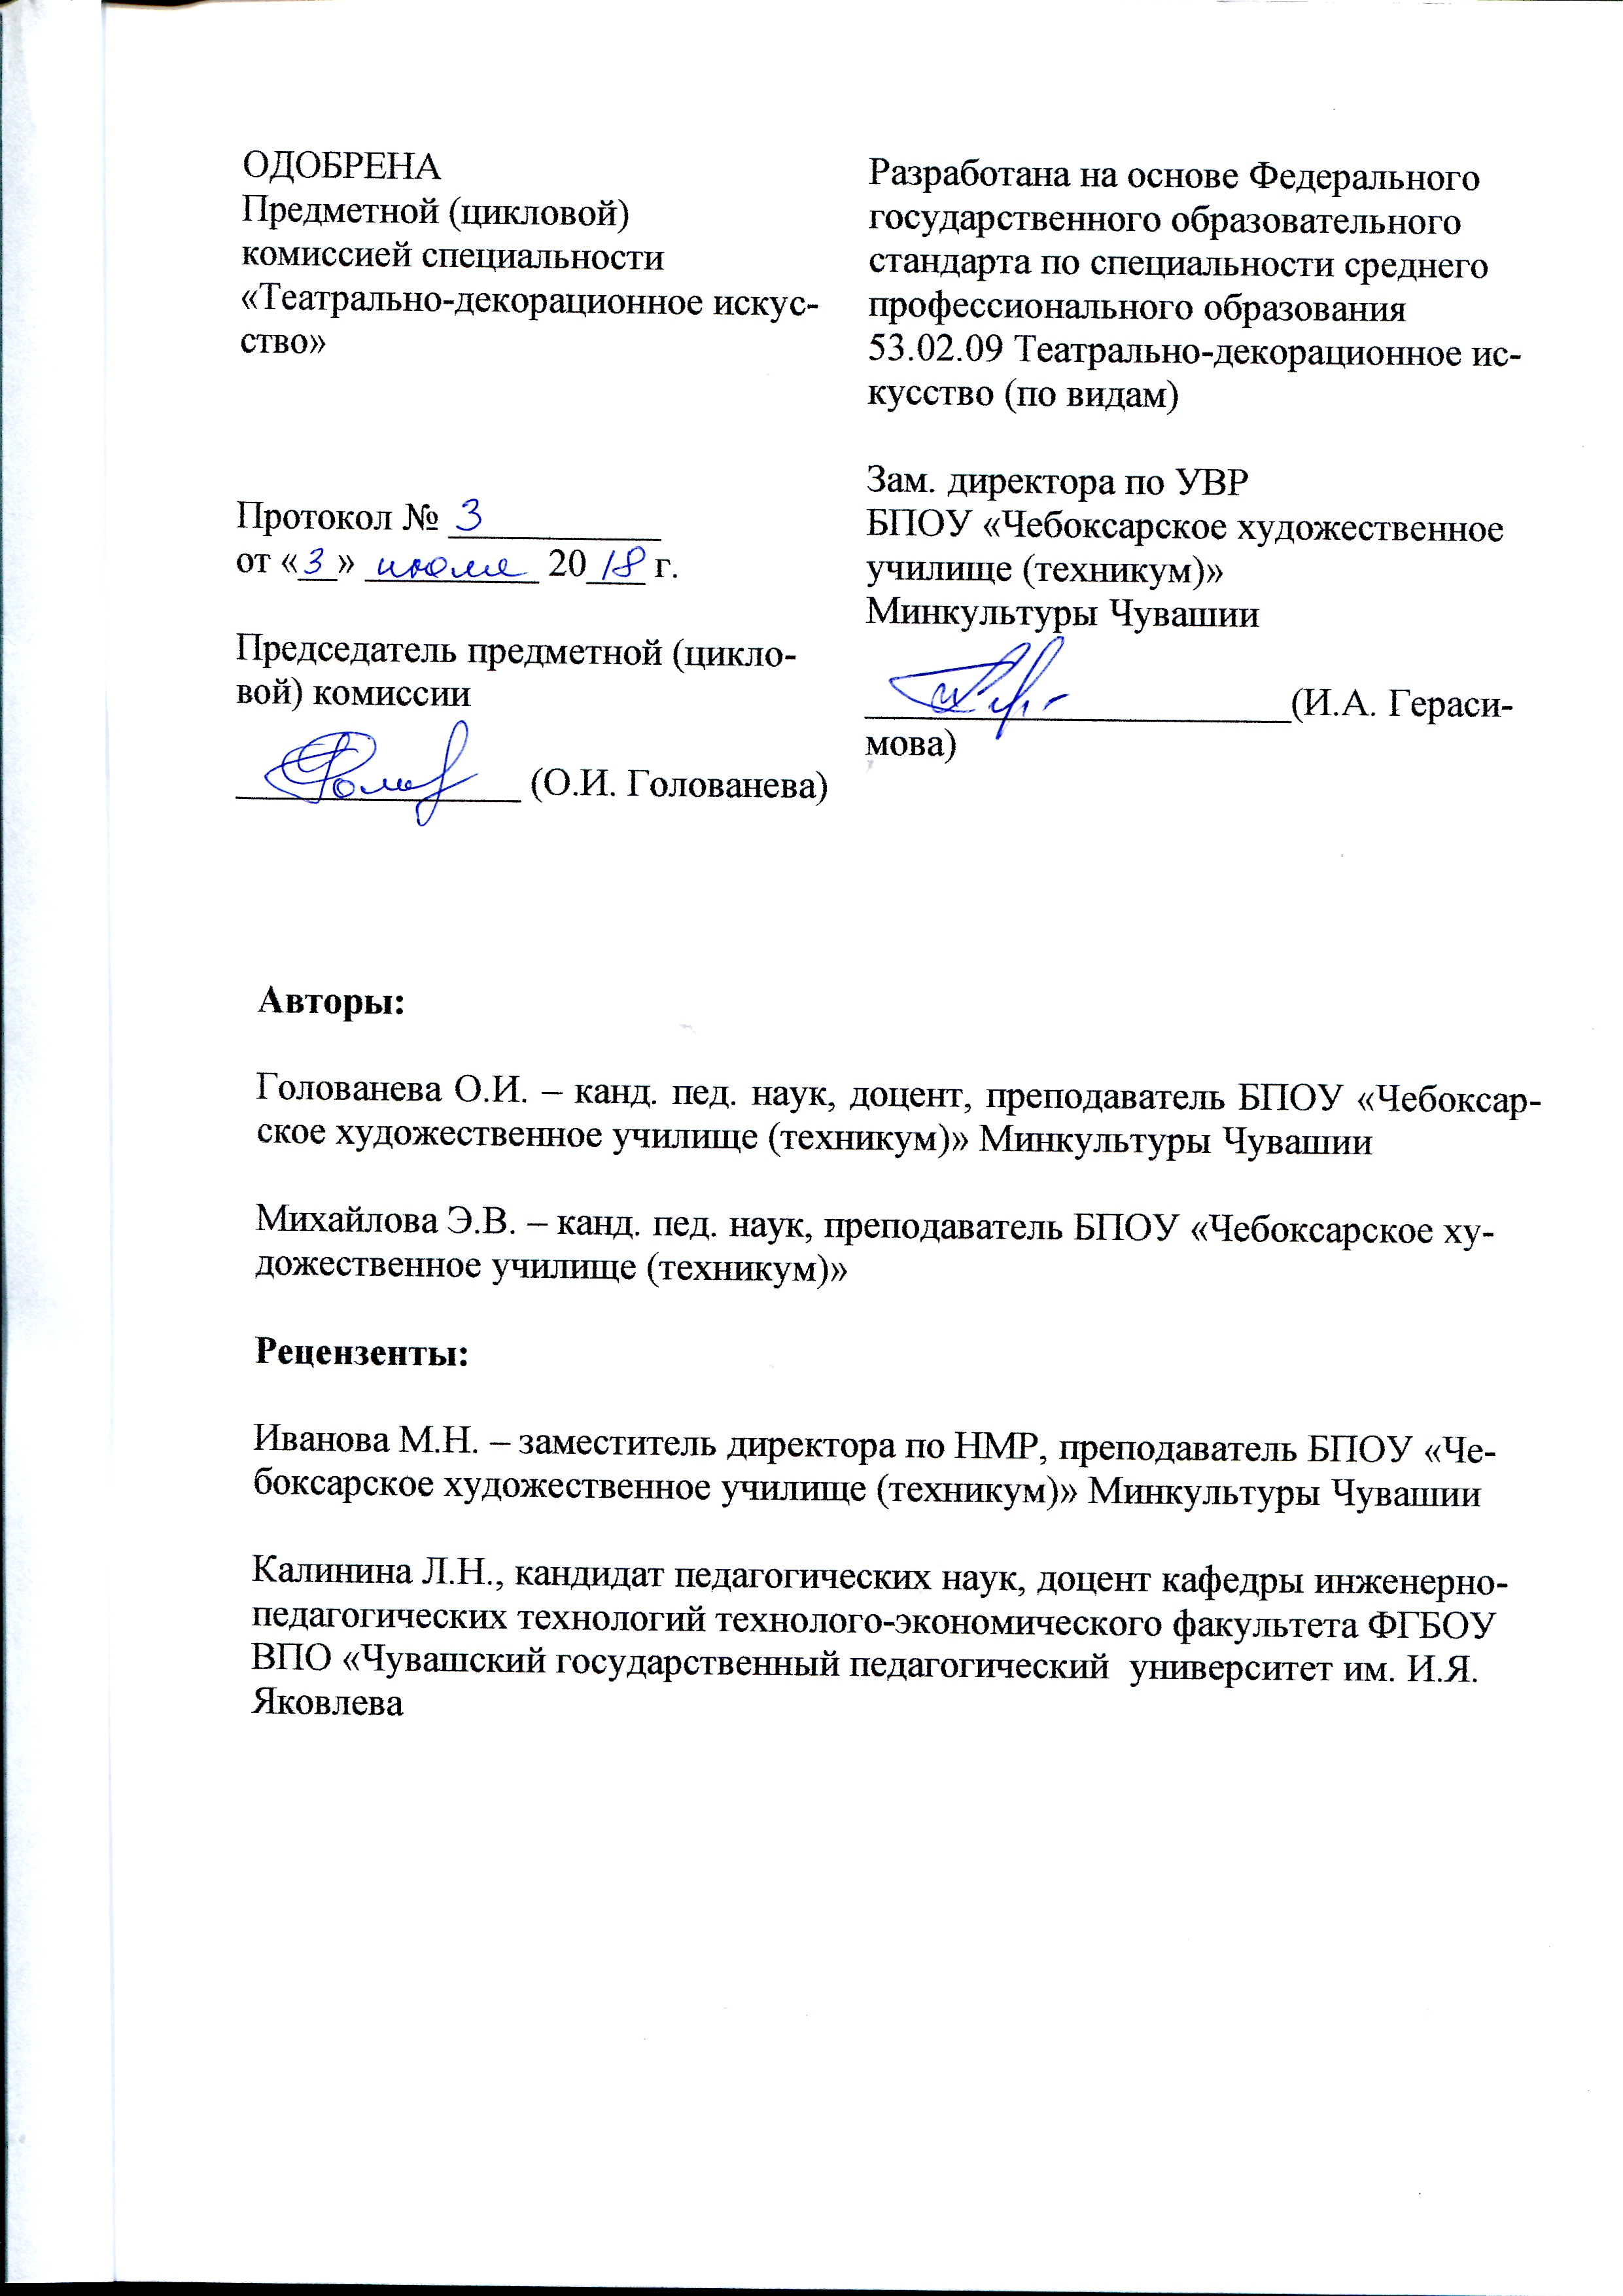 ОДОБРЕНА
Предметной (цикловой)
комиссией специальности
«Театрально-декорационное искус-
ство»
Протокол № 3
от «3» июля 2018 г.
Председатель предметной (цикло-
вой) комиссии
(О.И. Голованева)
Разработана на основе Федерального
государственного образовательного
стандарта по специальности среднего
профессионального образования
53.02.09 Театрально-декорационное ис-
кусство (по видам)
Зам. директора по УВР
БПОУ «Чебоксарское художественное
училище (техникум)»
Минкультуры Чувашии
(И.А. Гераси-
мова)
Авторы:
Голованева О.И. – канд. пед. наук, доцент, преподаватель БПОУ «Чебоксар-
ское художественное училище (техникум)» Минкультуры Чувашии
Михайлова Э.В. – канд. пед. наук, преподаватель БПОУ «Чебоксарское ху-
дожественное училище (техникум)»
Рецензенты:
Иванова М.Н. – заместитель директора по НМР, преподаватель БПОУ «Че-
боксарское художественное училище (техникум)» Минкультуры Чувашии
Калинина Л.Н., кандидат педагогических наук, доцент кафедры инженерно-
педагогических технологий технолого-экономического факультета ФГБОУ
ВПО «Чувашский государственный педагогический  университет им. И.Я.
Яковлева